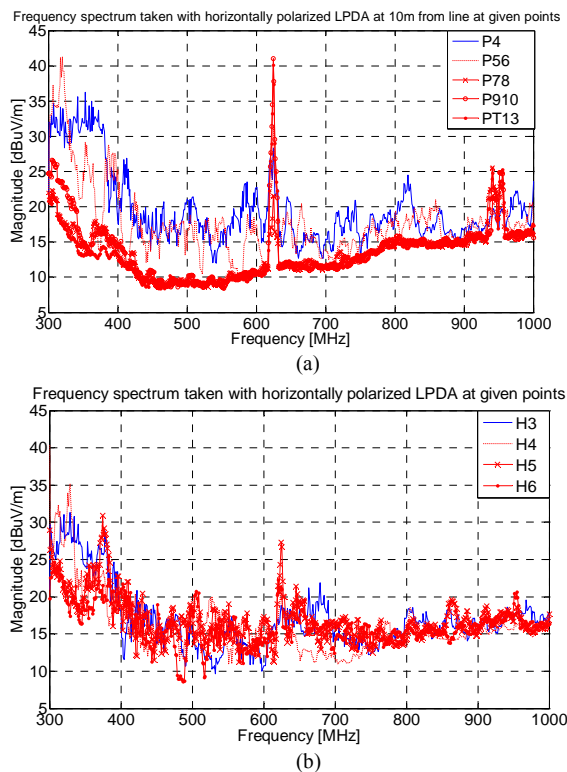 Frequency spectrum taken with horizontally polarized LPDA at 10m from line at given points
45
40
35
30
25
20
15
10
5
Magnitude [dBuV/m]
P4
P56
P78
P910
PT13
300 400 500 600 700 800 900 1000
Frequency [MHz]
(a)
Frequency spectrum taken with horizontally polarized LPDA at given points
45
40
35
30
25
20
15
10
5
Magnitude [dBuV/m]
H3
H4
H5
H6
300 400 500 600 700 800 900 1000
Frequency [MHz]
(b)